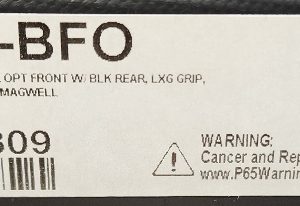 -BFO
OPT FRONT W/ BLK REAR, LXG GRIP,
MAGWELL
309
WARNING:
Cancer and Rep
www.P65Warnin